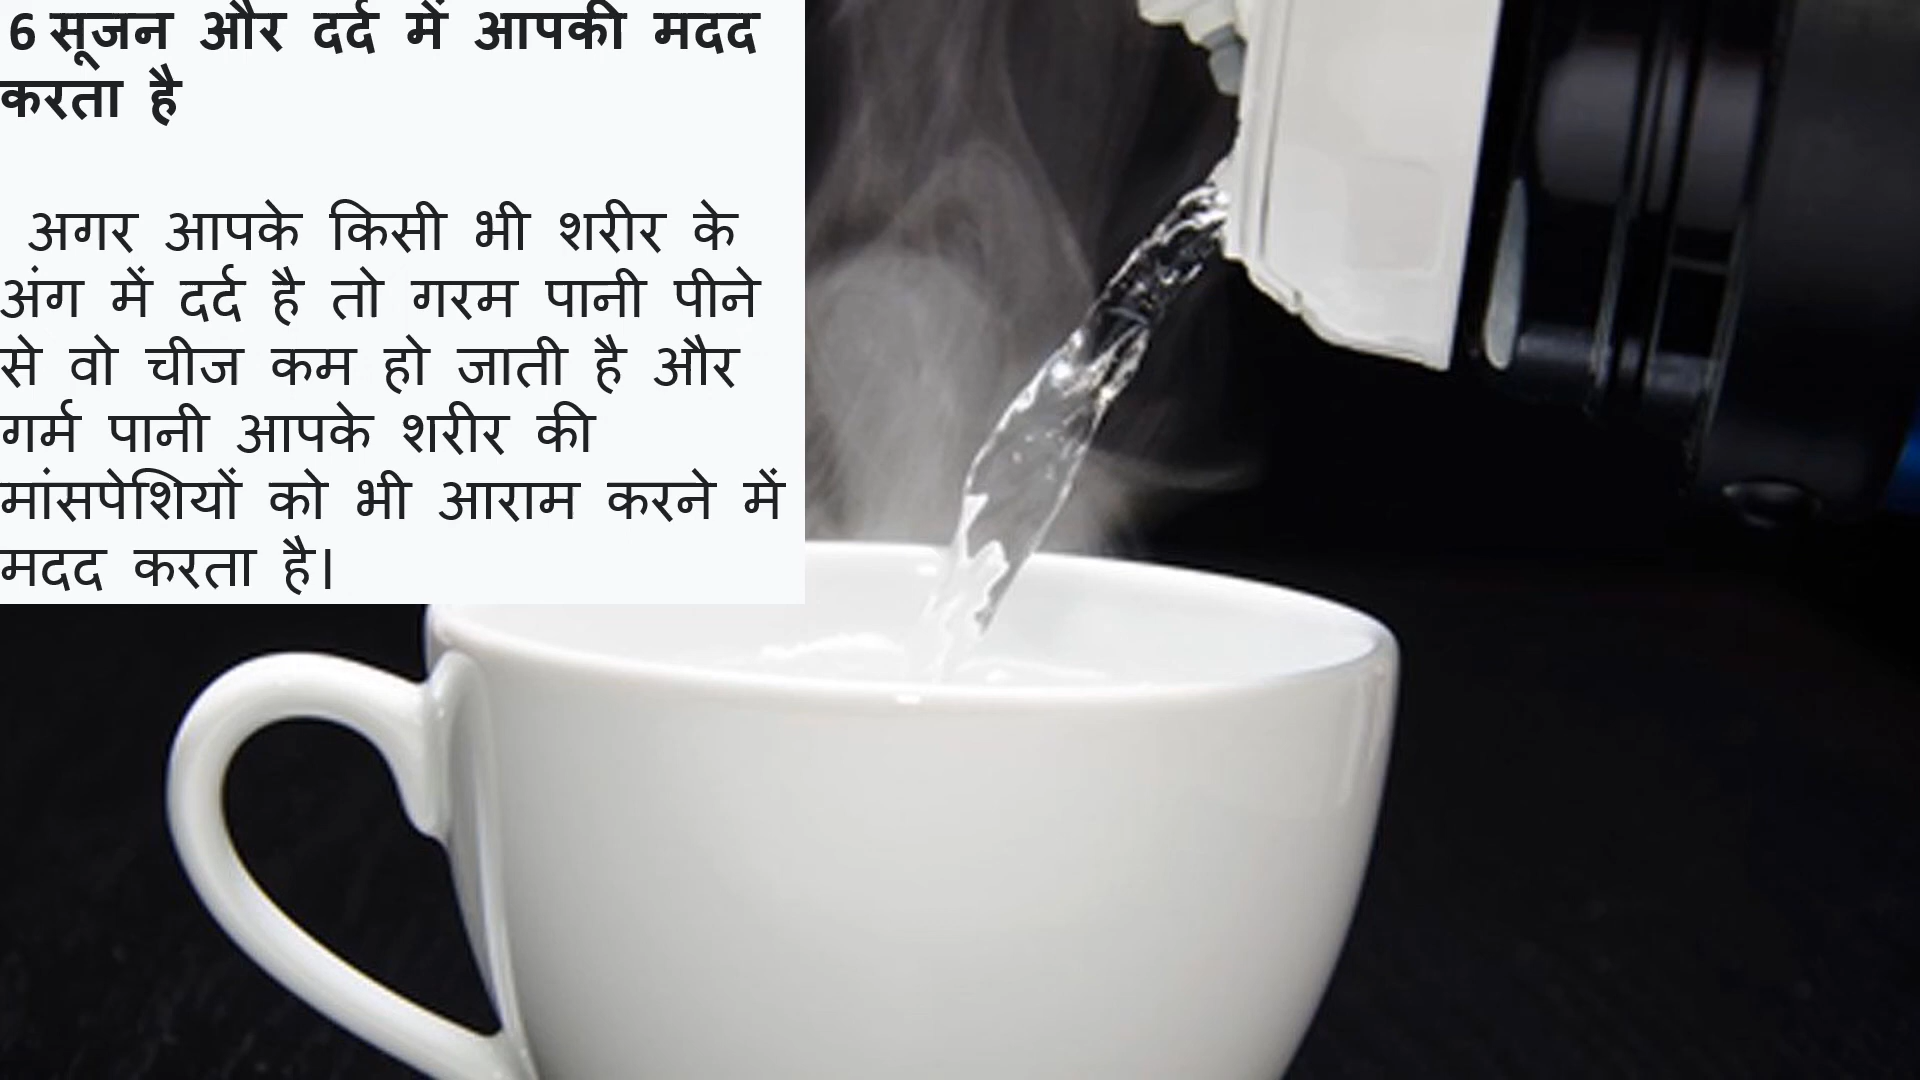 6 सूजन और दर्द में आपकी मदद
करता है
अगर आपके किसी भी शरीर के
अंग में दर्द है तो गरम पानी पीने
से वो चीज कम हो जाती है और
गर्म पानी आपके शरीर की
मांसपेशियों को भी आराम करने में
मदद करता है।